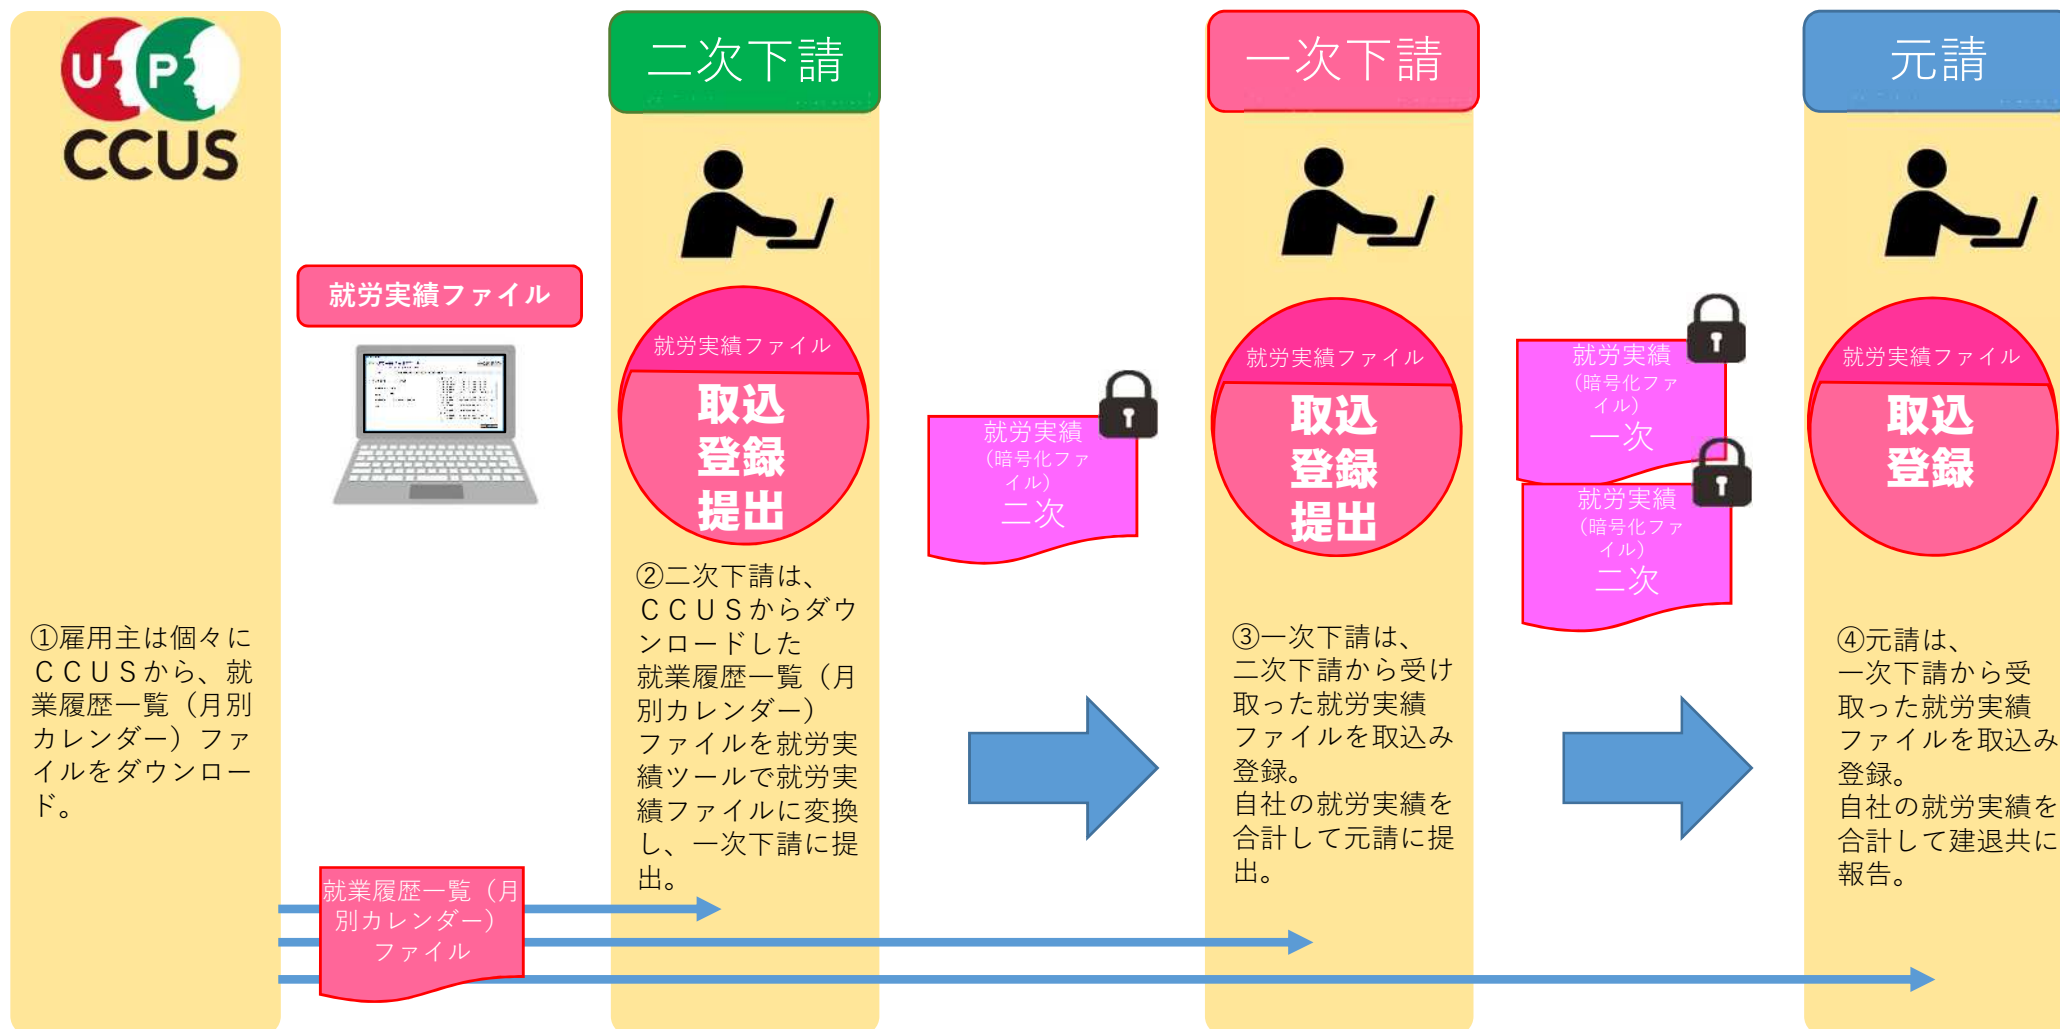 UP
CCUS
①雇用主は個々に
ＣＣＵＳから、就
業履歴一覧（月別
カレンダー）ファ
イルをダウンロー
ド。
就労実績ファイル
就業履歴一覧（月
別カレンダー）
ファイル
二次下請
就労実績ファイル
取込
登録
提出
②二次下請は、
ＣＣＵＳからダウ
ンロードした
就業履歴一覧（月
別カレンダー）
ファイルを就労実
績ツールで就労実
績ファイルに変換
し、一次下請に提
出。
就労実績
（暗号化ファ
イル）
二次
一次下請
就労実績ファイル
取込
登録
提出
③一次下請は、
二次下請から受け
取った就労実績
ファイルを取込み
登録。
自社の就労実績を
合計して元請に提
出。
就労実績
（暗号化ファ
イル）
一次
就労実績
（暗号化ファ
イル）
二次
元請
就労実績ファイル
取込
登録
④元請は、
一次下請から受
取った就労実績
ファイルを取込み
登録。
自社の就労実績を
合計して建退共に
報告。